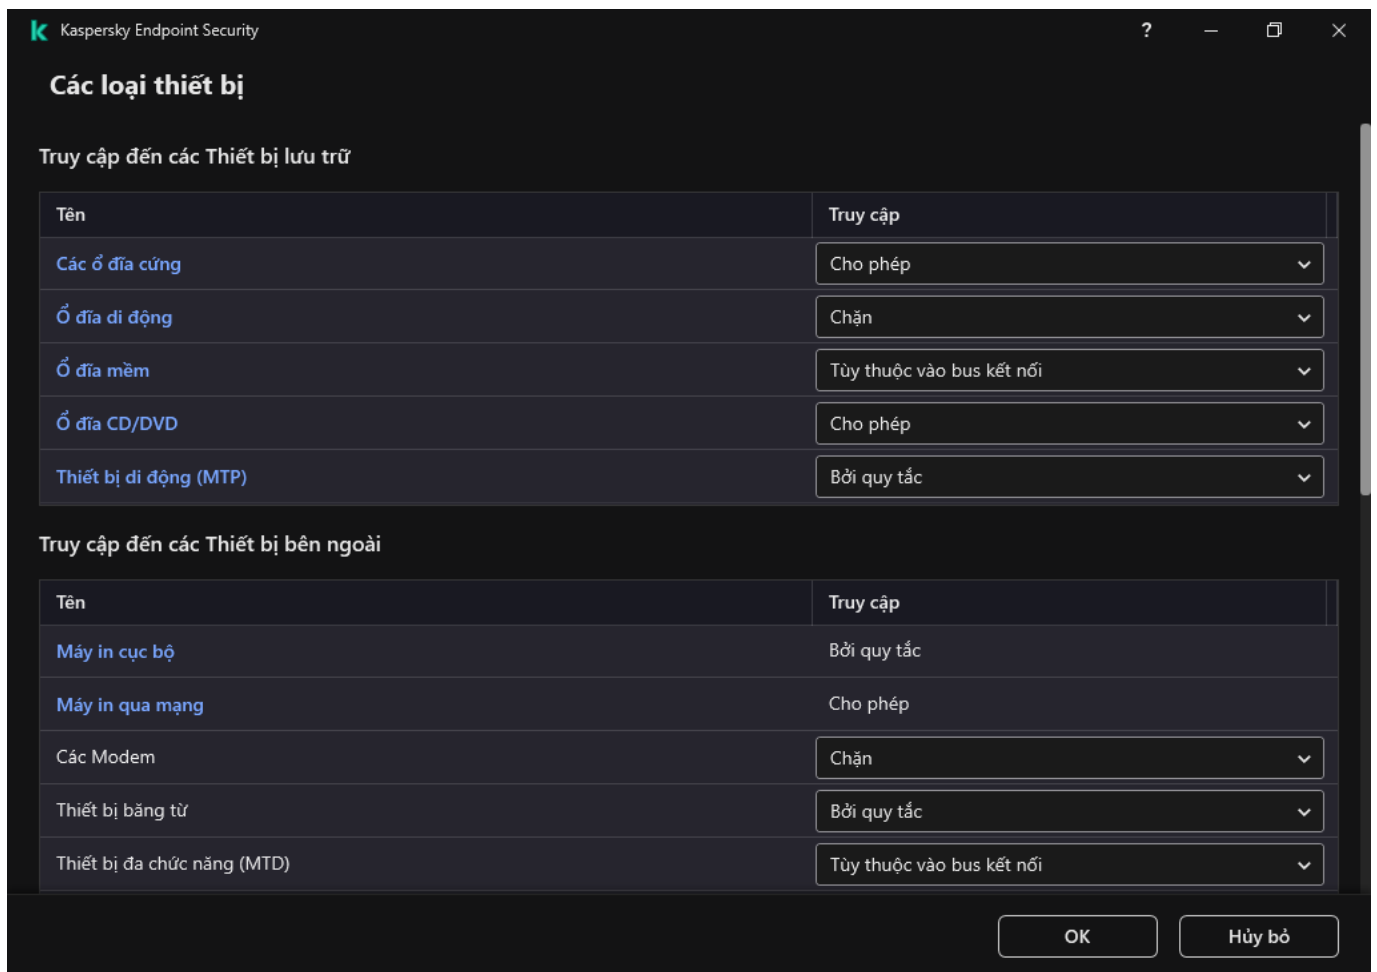 Kaspersky Endpoint Security
?
Các loại thiết bị
Truy cập đến các Thiết bị lưu trữ
Tên Truy cập
Các ổ đĩa cứng Cho phép
Ổ đĩa di động Chặn
Ổ đĩa mềm Tùy thuộc vào bus kết nối
Ổ đĩa CD/DVD Cho phép
Thiết bị di động (MTP) Bởi quy tắc
Truy cập đến các Thiết bị bên ngoài
Tên Truy cập
Máy in cục bộ Bởi quy tắc
Máy in qua mạng Cho phép
Các Modem Chặn
Thiết bị băng từ Bởi quy tắc
Thiết bị đa chức năng (MTD) Tùy thuộc vào bus kết nối
OK Hủy bỏ